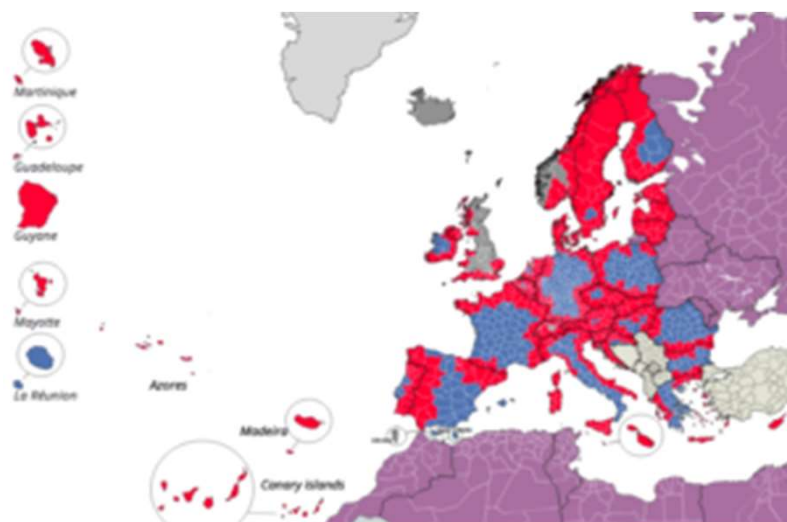 Martinique
Guadeloupe
Guyane
Mayotte
La Réunion
Azores
Madeira
Canary Islands